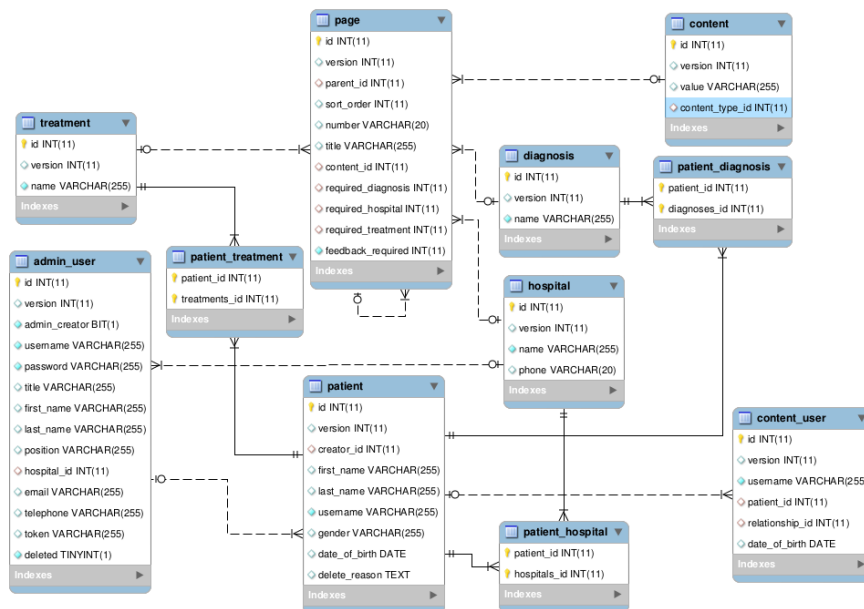 page
id INT(11)
version INT(11)
parent_id INT(11)
sort_order INT(11)
number VARCHAR(20)
title VARCHAR(255)
content_id INT(11)
required_diagnosis INT(11)
required_hospital INT(11)
required_treatment INT(11)
feedback_required INT(11)
Indexes
content
id INT(11)
version INT(11)
value VARCHAR(255)
content_type_id INT(11)
Indexes
treatment
id INT(11)
version INT(11)
name VARCHAR(255)
Indexes
diagnosis
id INT(11)
version INT(11)
name VARCHAR(255)
Indexes
patient_diagnosis
patient_id INT(11)
diagnoses_id INT(11)
Indexes
admin_user
id INT(11)
version INT(11)
admin_creator BIT(1)
username VARCHAR(255)
password VARCHAR(255)
title VARCHAR(255)
first_name VARCHAR(255)
last_name VARCHAR(255)
position VARCHAR(255)
hospital_id INT(11)
email VARCHAR(255)
telephone VARCHAR(255)
token VARCHAR(255)
deleted TINYINT(1)
Indexes
patient_treatment
patient_id INT(11)
treatments_id INT(11)
Indexes
hospital
id INT(11)
version INT(11)
name VARCHAR(255)
phone VARCHAR(20)
Indexes
patient
id INT(11)
version INT(11)
creator_id INT(11)
first_name VARCHAR(255)
last_name VARCHAR(255)
username VARCHAR(255)
gender VARCHAR(255)
date_of_birth DATE
delete_reason TEXT
Indexes
content_user
id INT(11)
version INT(11)
username VARCHAR(255
patient_id INT(11)
relationship_id INT(11)
date_of_birth DATE
Indexes
patient_hospital
patient_id INT(11)
hospitals_id INT(11)
Indexes